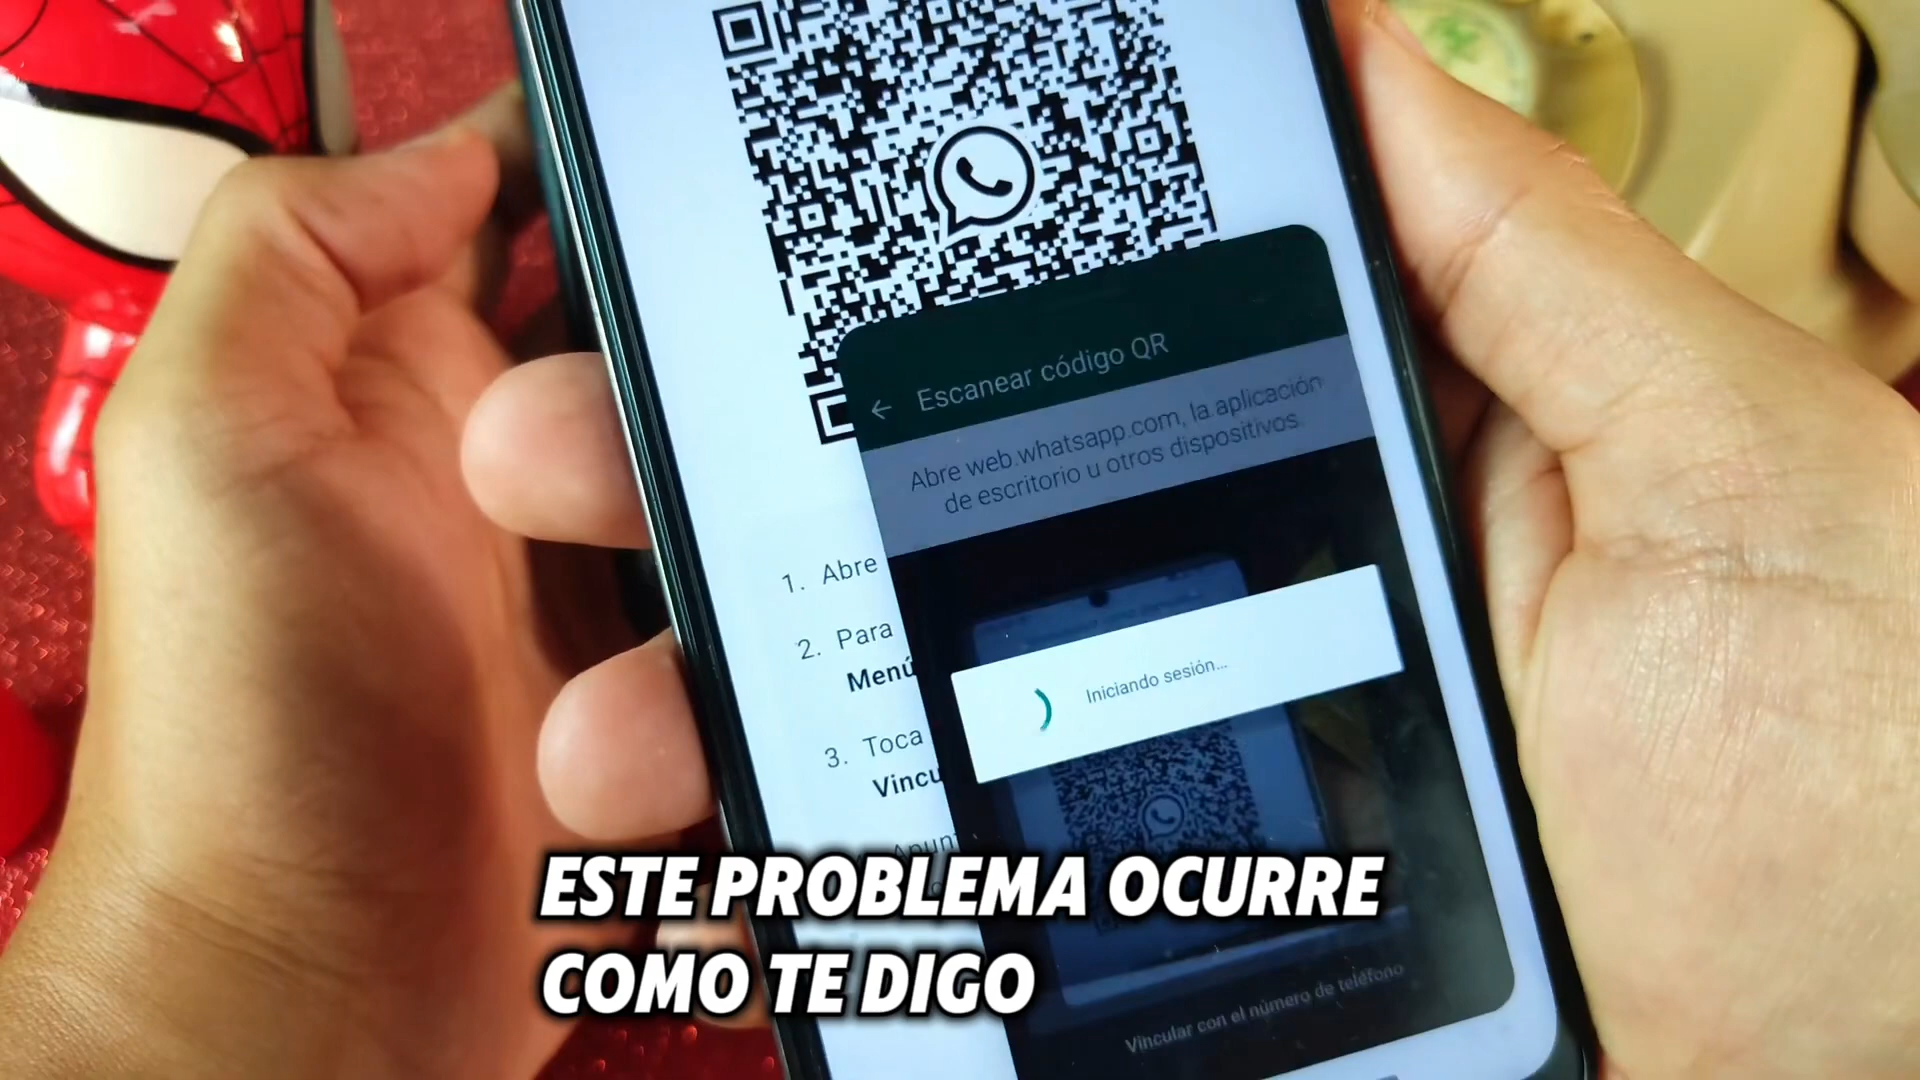 Escanear código QR
Abre web.whatsapp.com, la aplicación
de escritorio u otros dispositivos.
1. Abre
2. Para
Menú
Iniciando sesión...
3. Toca
Vincu
Apunt
ESTE PROBLEMA OCURRE
COMO TE DIGO
Vincular con el número de teléfono